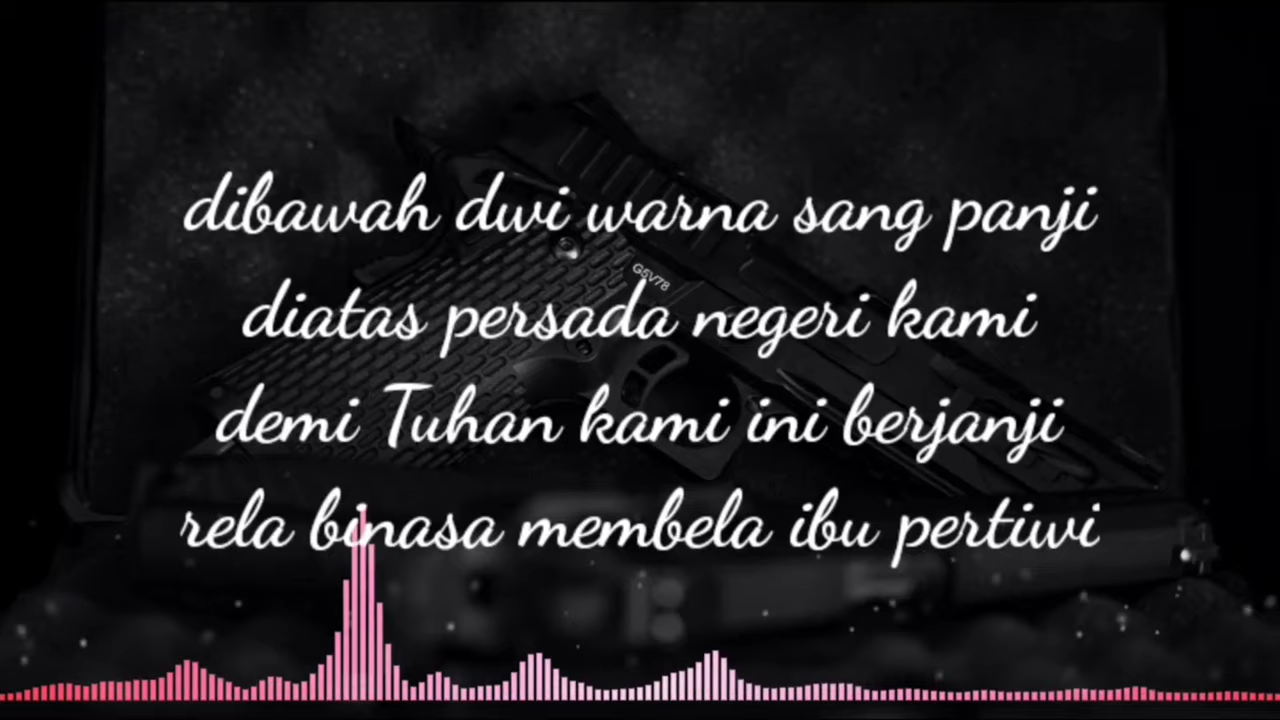 dibawah dwi warna sang panji
G5V78
diatas persada negeri kami
demi Tuhan kami ini berjanji
rela binasa membela ibu pertiwi